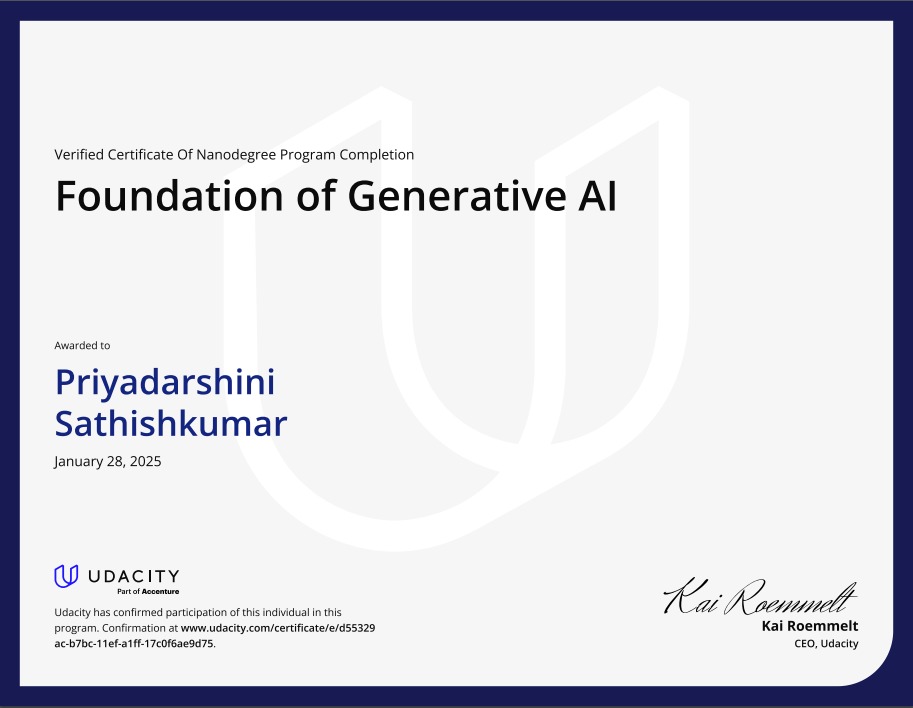 Verified Certificate Of Nanodegree Program Completion
Foundation of Generative AI
Awarded to
Priyadarshini
Sathishkumar
January 28, 2025
UDACITY
Part of Accenture
Udacity has confirmed participation of this individual in this
program. Confirmation at www.udacity.com/certificate/e/d55329
ac-b7bc-11ef-a1ff-17c0f6ae9d75.
Kai Roemmelt
Kai Roemmelt
CEO, Udacity